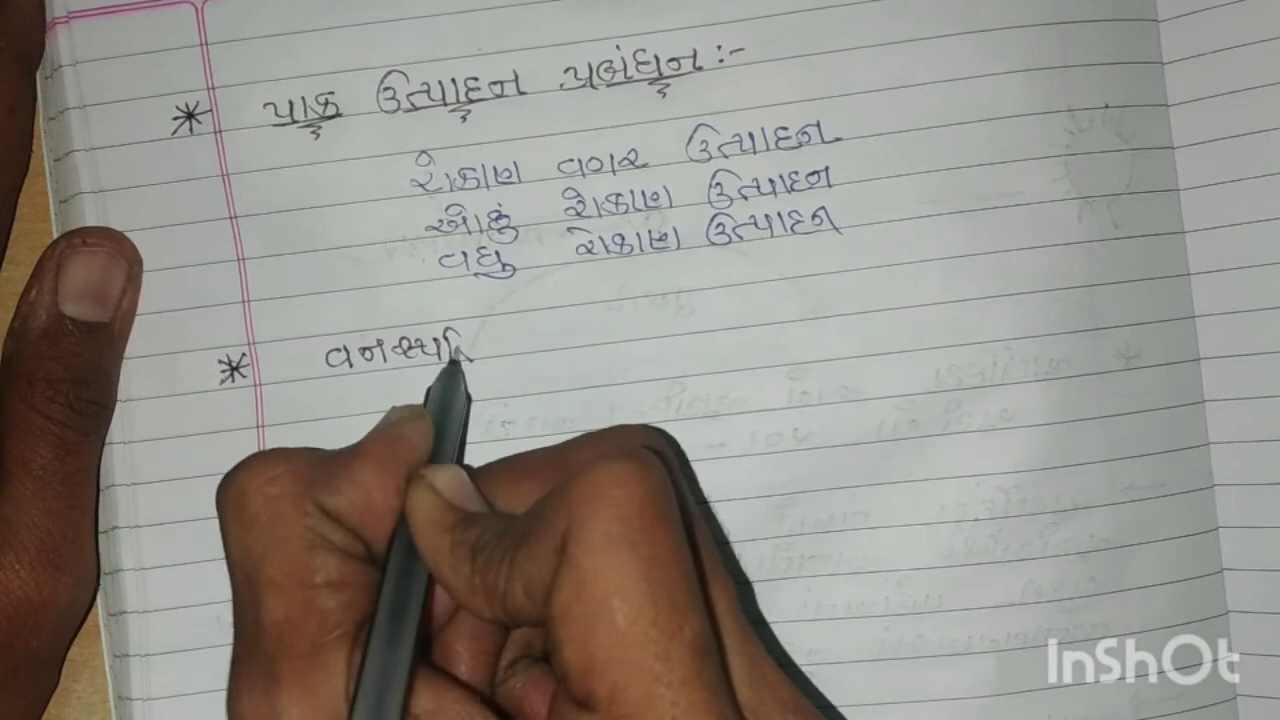 * પાક ઉત્પાદન પ્રબંધન :-
રોકાણ વગર ઉત્પાદન
ઓછું રોકાણ ઉત્પાદન
વધુ રોકાણ ઉત્પાદન
* વનસ્પતિ
InShOt